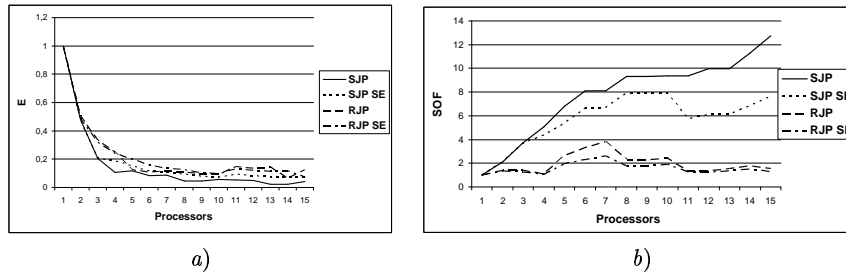 1,2
1
0,8
0,6
0,4
0,2
0
E
1 2 3 4 5 6 7 8 9 10 11 12 13 14 15
Processors
SJP
SJP SE
RJP
RJP SE
a)
14
12
10
8
6
4
2
0
SOF
1 2 3 4 5 6 7 8 9 10 11 12 13 14 15
Processors
SJP
SJP SE
RJP
RJP SE
b)